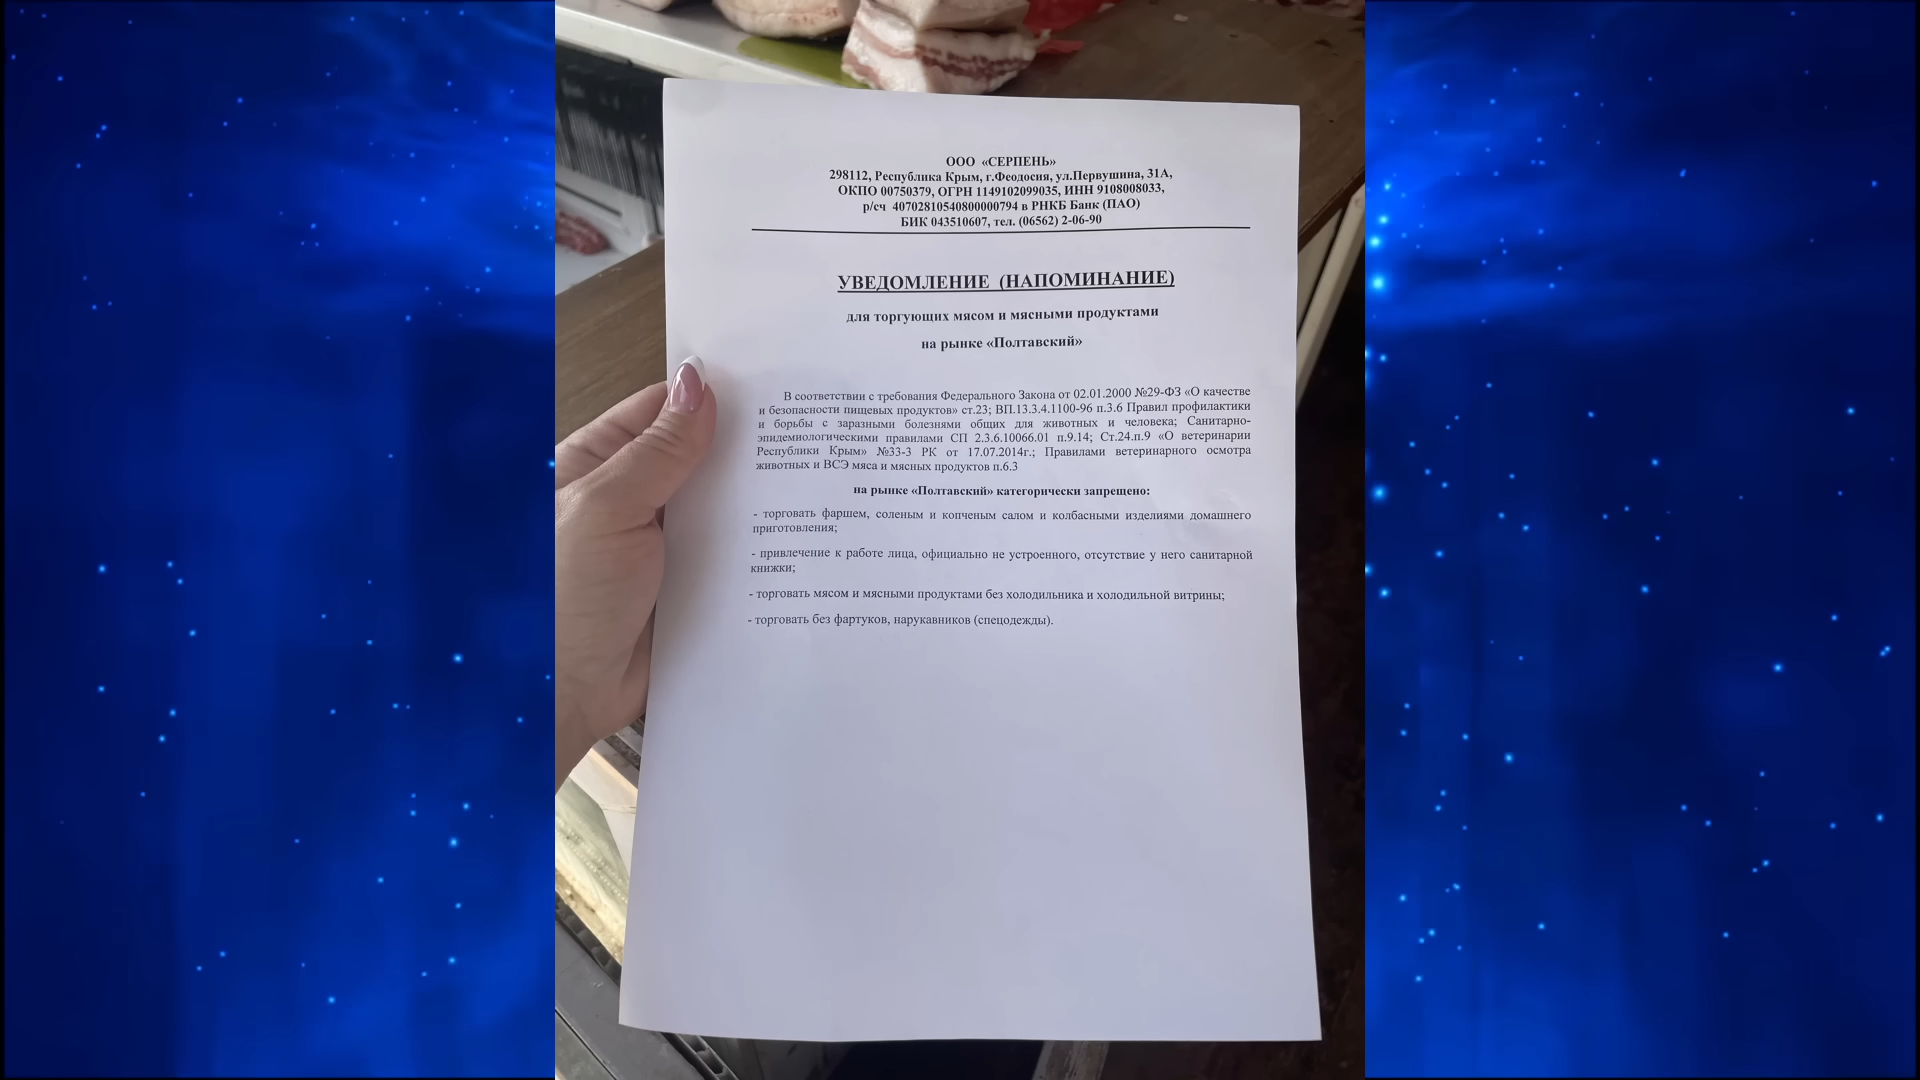 ООО «СЕРПЕНЬ»
298112, Республика Крым, г.Феодосия, ул.Первушина, 31А,
ОКПО 00750379, ОГРН 1149102099035, ИНН 9108008033,
р/сч 40702810540800000794 в РНКБ Банк (ПАО)
БИК 043510607, тел. (06562) 2-06-90
УВЕДОМЛЕНИЕ (НАПОМИНАНИЕ)
для торгующих мясом и мясными продуктами
на рынке «Полтавский»
В соответствии с требования Федерального Закона от 02.01.2000 №29-ФЗ «О качестве
и безопасности пищевых продуктов» ст.23; ВП.13.3.4.1100-96 п.3.6 Правил профилактики
и борьбы с заразными болезнями общих для животных и человека; Санитарно-
эпидемиологическими правилами СП 2.3.6.10066.01 п.9.14; Ст.24.п.9 «О ветеринарии
Республики Крым» №33-3 РК от 17.07.2014г.; Правилами ветеринарного осмотра
животных и ВСЭ мяса и мясных продуктов п.6.3
на рынке «Полтавский» категорически запрещено:
- торговать фаршем, соленым и копченым салом и колбасными изделиями домашнего
приготовления;
- привлечение к работе лица, официально не устроенного, отсутствие у него санитарной
книжки;
- торговать мясом и мясными продуктами без холодильника и холодильной витрины;
- торговать без фартуков, нарукавников (спецодежды).